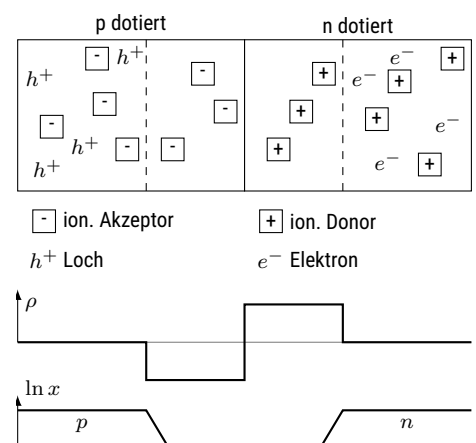 p dotiert n dotiert
- h⁺ e⁻ +
h⁺ - + e⁻ +
- - +
- h⁺ - - + + e⁻
h⁺ e⁻ +
- ion. Akzeptor + ion. Donor
h⁺ Loch e⁻ Elektron
ρ
ln x
p n